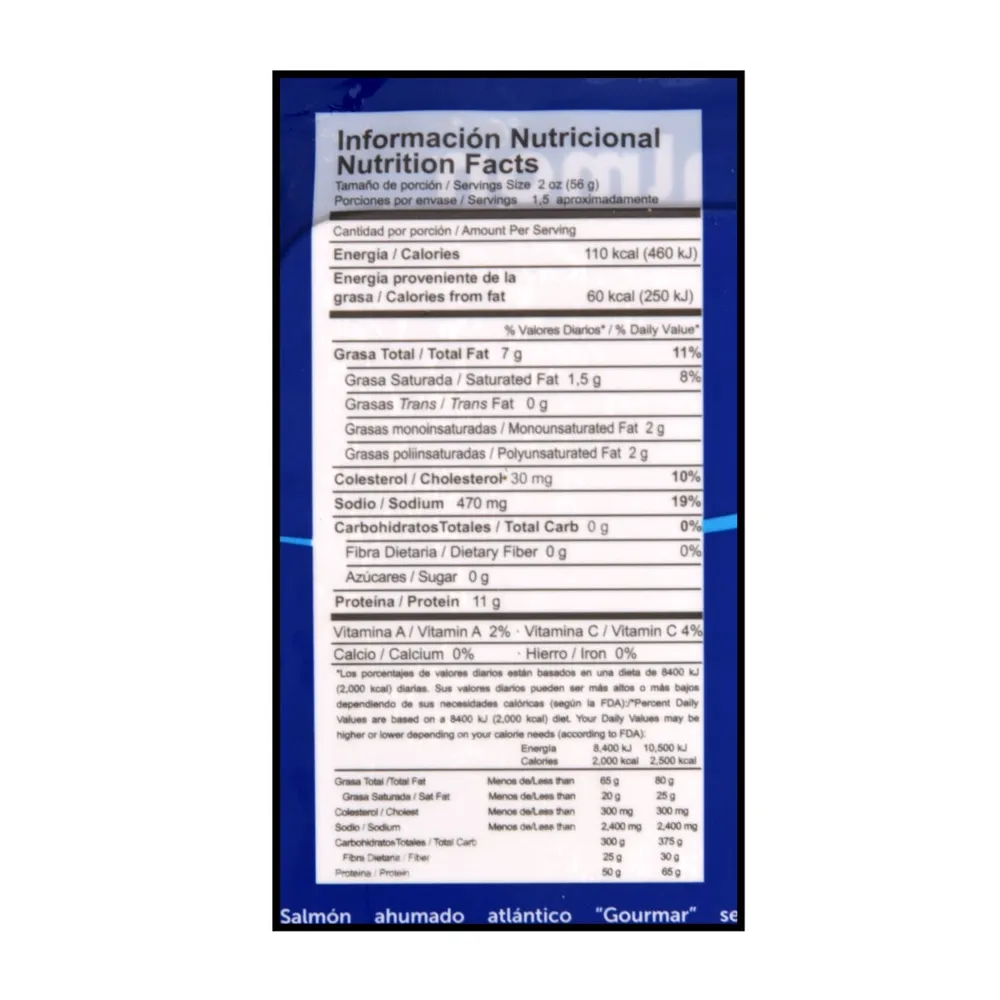 Información Nutricional
Nutrition Facts
Tamaño de porción / Servings Size 2 oz (56 g)
Porciones por envase / Servings 1,5 aproximadamente
Cantidad por porción / Amount Per Serving
Energía / Calories 110 kcal (460 kJ)
Energía proveniente de la
grasa / Calories from fat 60 kcal (250 kJ)
% Valores Diarios* / % Daily Value*
Grasa Total / Total Fat 7 g 11%
Grasa Saturada / Saturated Fat 1,5 g 8%
Grasas Trans / Trans Fat 0 g
Grasas monoinsaturadas / Monounsaturated Fat 2 g
Grasas poliinsaturadas / Polyunsaturated Fat 2 g
Colesterol / Cholesterol 30 mg 10%
Sodio / Sodium 470 mg 19%
Carbohidratos Totales / Total Carb 0 g 0%
Fibra Dietaria / Dietary Fiber 0 g 0%
Azúcares / Sugar 0 g
Proteína / Protein 11 g
Vitamina A / Vitamin A 2% · Vitamina C / Vitamin C 4%
Calcio / Calcium 0% · Hierro / Iron 0%
*Los porcentajes de valores diarios están basados en una dieta de 8400 kJ
(2,000 kcal) diarias. Sus valores diarios pueden ser más altos o más bajos
dependiendo de sus necesidades calóricas (según la FDA):/*Percent Daily
Values are based on a 8400 kJ (2,000 kcal) diet. Your Daily Values may be
higher or lower depending on your calorie needs (according to FDA):
Energía 8,400 kJ 10,500 kJ
Calories 2,000 kcal 2,500 kcal
Grasa Total /Total Fat Menos de/Less than 65 g 80 g
Grasa Saturada / Sat Fat Menos de/Less than 20 g 25 g
Colesterol / Cholest Menos de/Less than 300 mg 300 mg
Sodio / Sodium Menos de/Less than 2,400 mg 2,400 mg
Carbohidratos Totales / Total Carb 300 g 375 g
Fibra Dietaria / Fiber 25 g 30 g
Proteína / Protein 50 g 65 g
Salmón ahumado atlántico "Gourmar" se